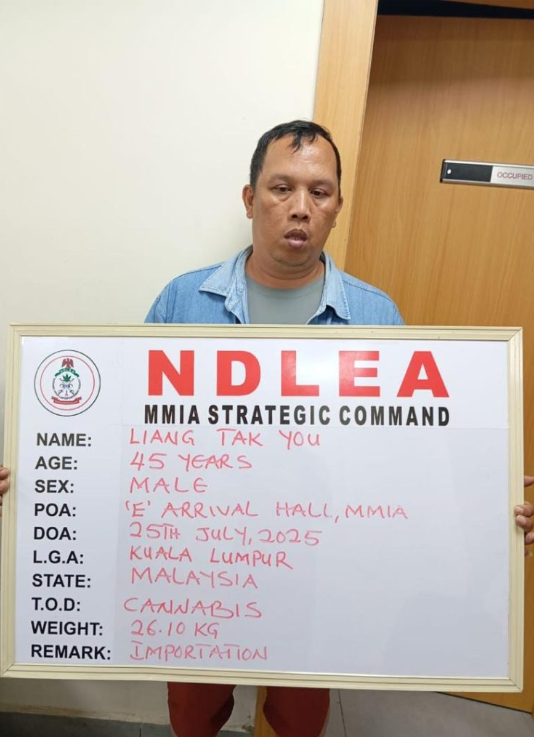 OCCUPIED
NDLEA
MMIA STRATEGIC COMMAND
NAME: LIANG TAK YOU
AGE: 45 YEARS
SEX: MALE
POA: 'E' ARRIVAL HALL, MMIA
DOA: 25TH JULY, 2025
L.G.A: KUALA LUMPUR
STATE: MALAYSIA
T.O.D: CANNABIS
WEIGHT: 26.10 KG
REMARK: IMPORTATION